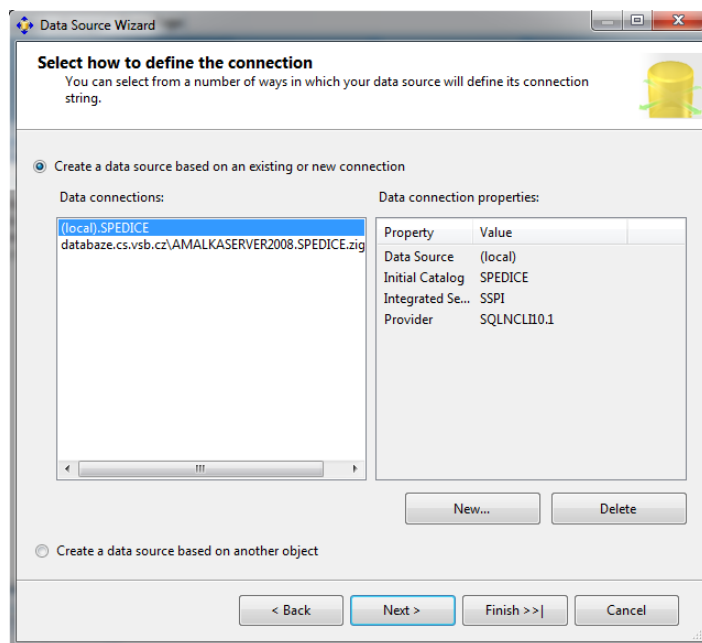 Data Source Wizard
Select how to define the connection
You can select from a number of ways in which your data source will define its connection
string.
Create a data source based on an existing or new connection
Data connections:
Data connection properties:
(local).SPEDICE
databaze.cs.vsb.cz\AMALKASERVER2008.SPEDICE.zig
Property Value
Data Source (local)
Initial Catalog SPEDICE
Integrated Se... SSPI
Provider SQLNCLI10.1
New... Delete
Create a data source based on another object
< Back Next > Finish >>| Cancel